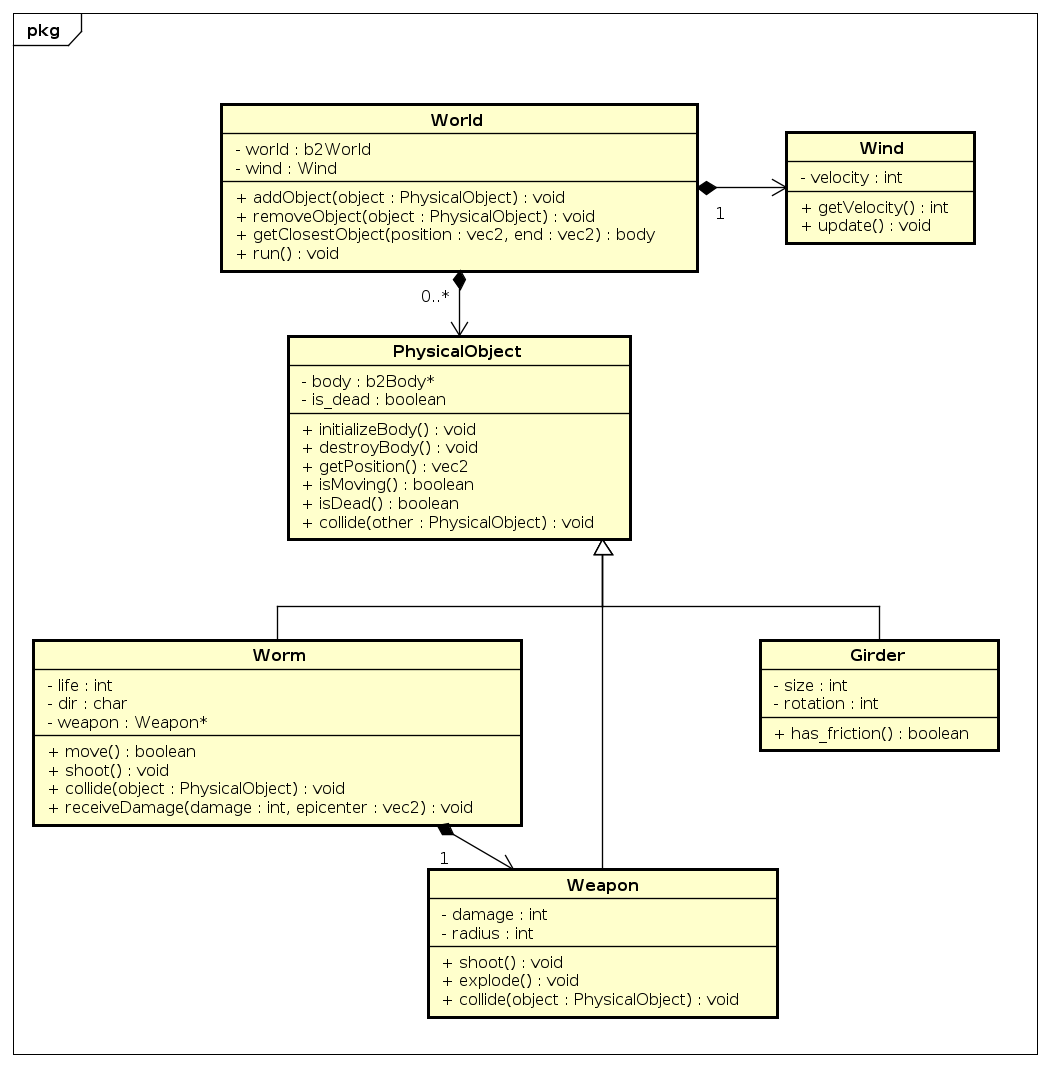 pkg
World
- world : b2World
- wind : Wind
+ addObject(object : PhysicalObject) : void
+ removeObject(object : PhysicalObject) : void
+ getClosestObject(position : vec2, end : vec2) : body
+ run() : void
Wind
- velocity : int
+ getVelocity() : int
+ update() : void
1
0..*
PhysicalObject
- body : b2Body*
- is_dead : boolean
+ initializeBody() : void
+ destroyBody() : void
+ getPosition() : vec2
+ isMoving() : boolean
+ isDead() : boolean
+ collide(other : PhysicalObject) : void
Worm
- life : int
- dir : char
- weapon : Weapon*
+ move() : boolean
+ shoot() : void
+ collide(object : PhysicalObject) : void
+ receiveDamage(damage : int, epicenter : vec2) : void
Girder
- size : int
- rotation : int
+ has_friction() : boolean
1
Weapon
- damage : int
- radius : int
+ shoot() : void
+ explode() : void
+ collide(object : PhysicalObject) : void